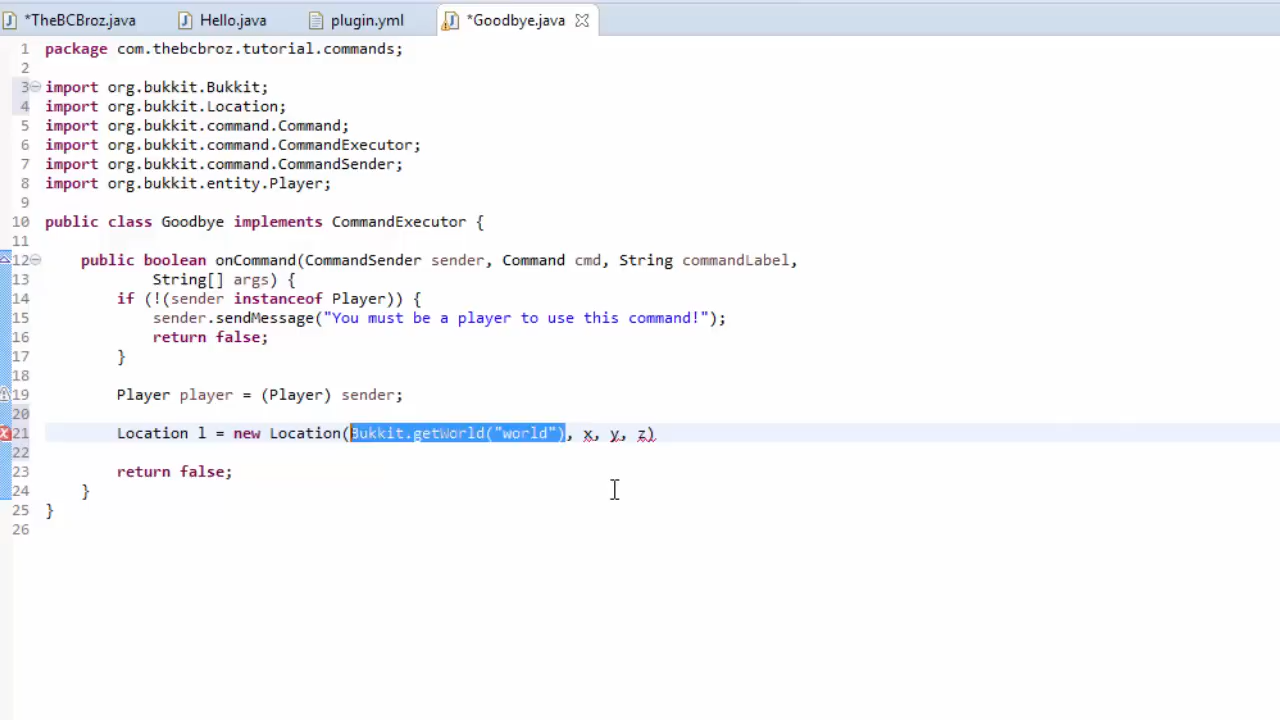 *TheBCBroz.java Hello.java plugin.yml *Goodbye.java
1 package com.thebcbroz.tutorial.commands;
2
3 import org.bukkit.Bukkit;
4 import org.bukkit.Location;
5 import org.bukkit.command.Command;
6 import org.bukkit.command.CommandExecutor;
7 import org.bukkit.command.CommandSender;
8 import org.bukkit.entity.Player;
9
10 public class Goodbye implements CommandExecutor {
11
12 public boolean onCommand(CommandSender sender, Command cmd, String commandLabel,
13 String[] args) {
14 if (!(sender instanceof Player)) {
15 sender.sendMessage("You must be a player to use this command!");
16 return false;
17 }
18
19 Player player = (Player) sender;
20
21 Location l = new Location(Bukkit.getWorld("world"), x, y, z)
22
23 return false;
24 }
25 }
26